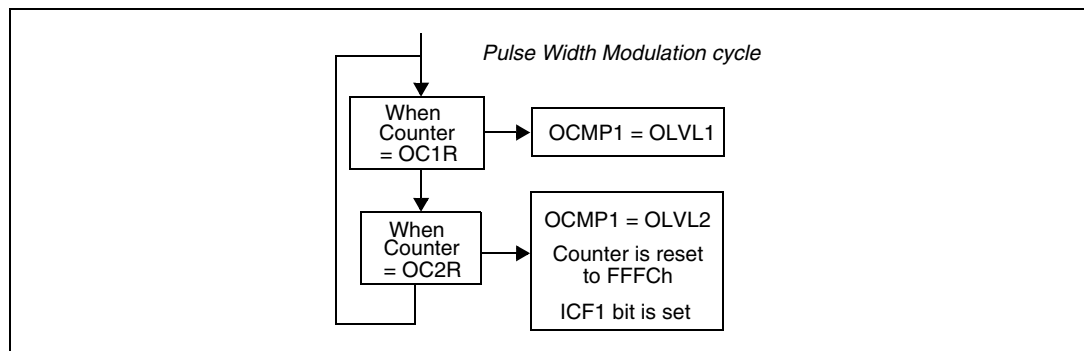 Pulse Width Modulation cycle
When
Counter
= OC1R
OCMP1 = OLVL1
When
Counter
= OC2R
OCMP1 = OLVL2
Counter is reset
to FFFCh
ICF1 bit is set